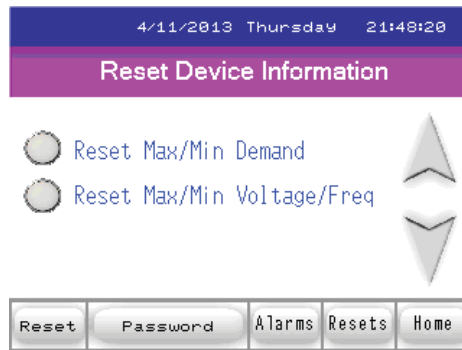 4/11/2013 Thursday 21:48:20
Reset Device Information
Reset Max/Min Demand
Reset Max/Min Voltage/Freq
Reset Password Alarms Resets Home